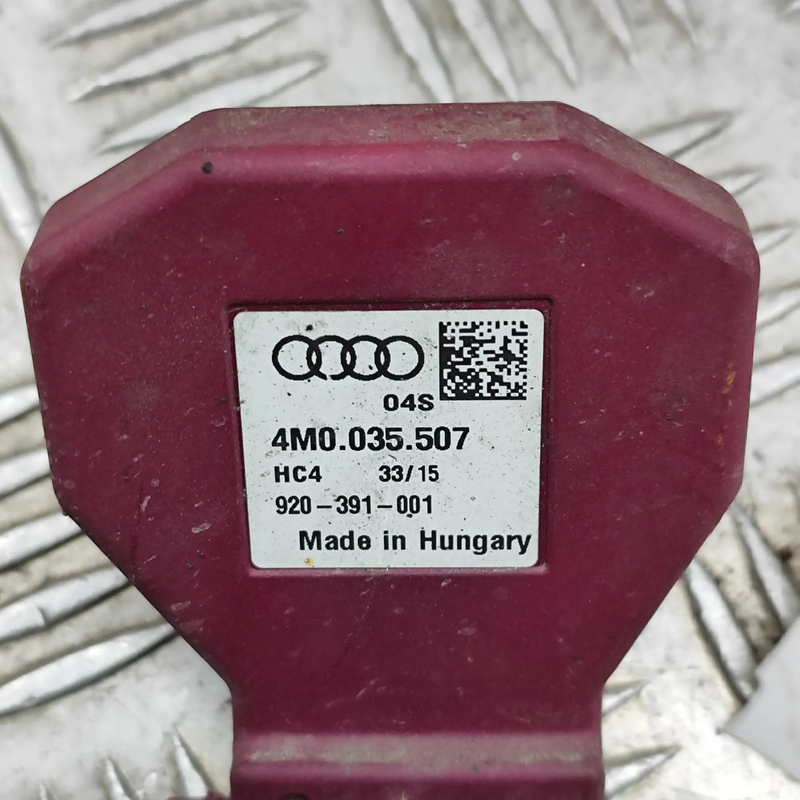 04S
4M0.035.507
HC4 33/15
920-391-001
Made in Hungary